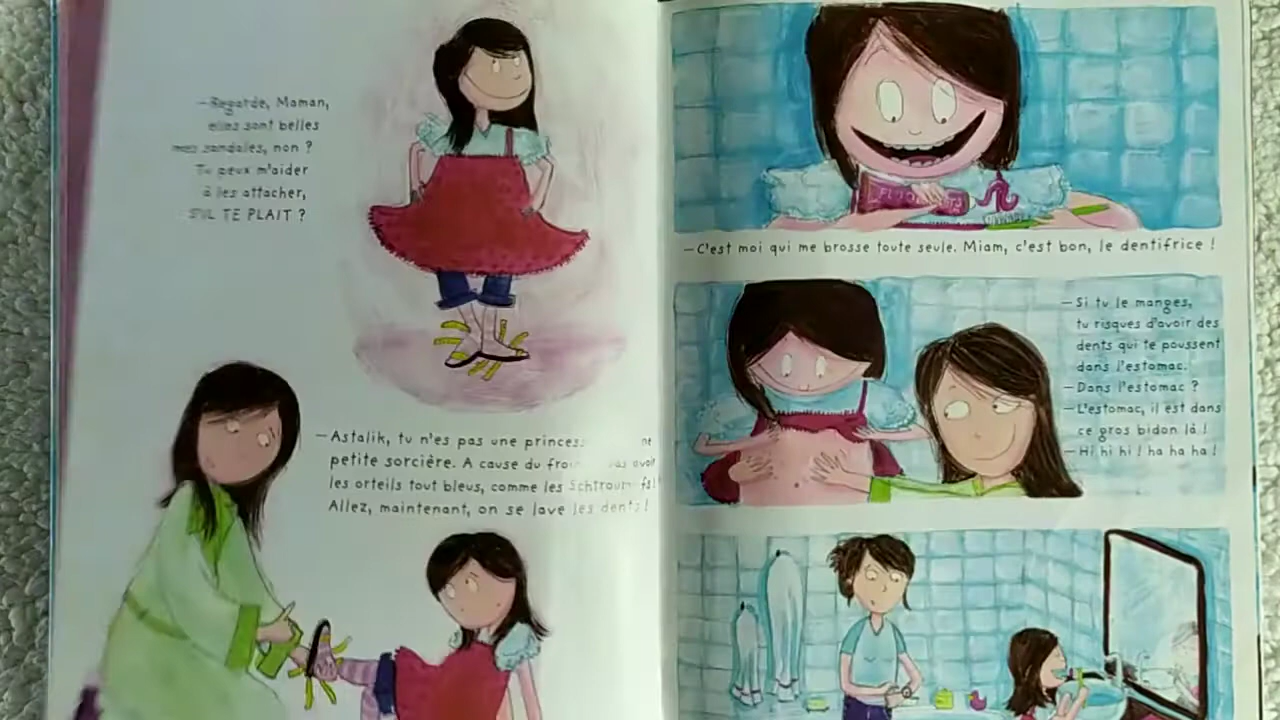 –Regarde, Maman,
elles sont belles
mes sandales, non ?
Tu peux m'aider
à les attacher,
S'IL TE PLAIT ?
–Astalik, tu n'es pas une
petite sorcière. A cause du
les orteils tout bleus, comme les Schtroumpfs!
Allez, maintenant, on se lave les dents !
–C'est moi qui me brosse toute seule. Miam, c'est bon, le dentifrice !
–Si tu le manges,
tu risques d'avoir des
dents qui te poussent
dans l'estomac.
–Dans l'estomac ?
–L'estomac, il est dans
ce gros bidon là !
–Hi hi hi ! ha ha ha !